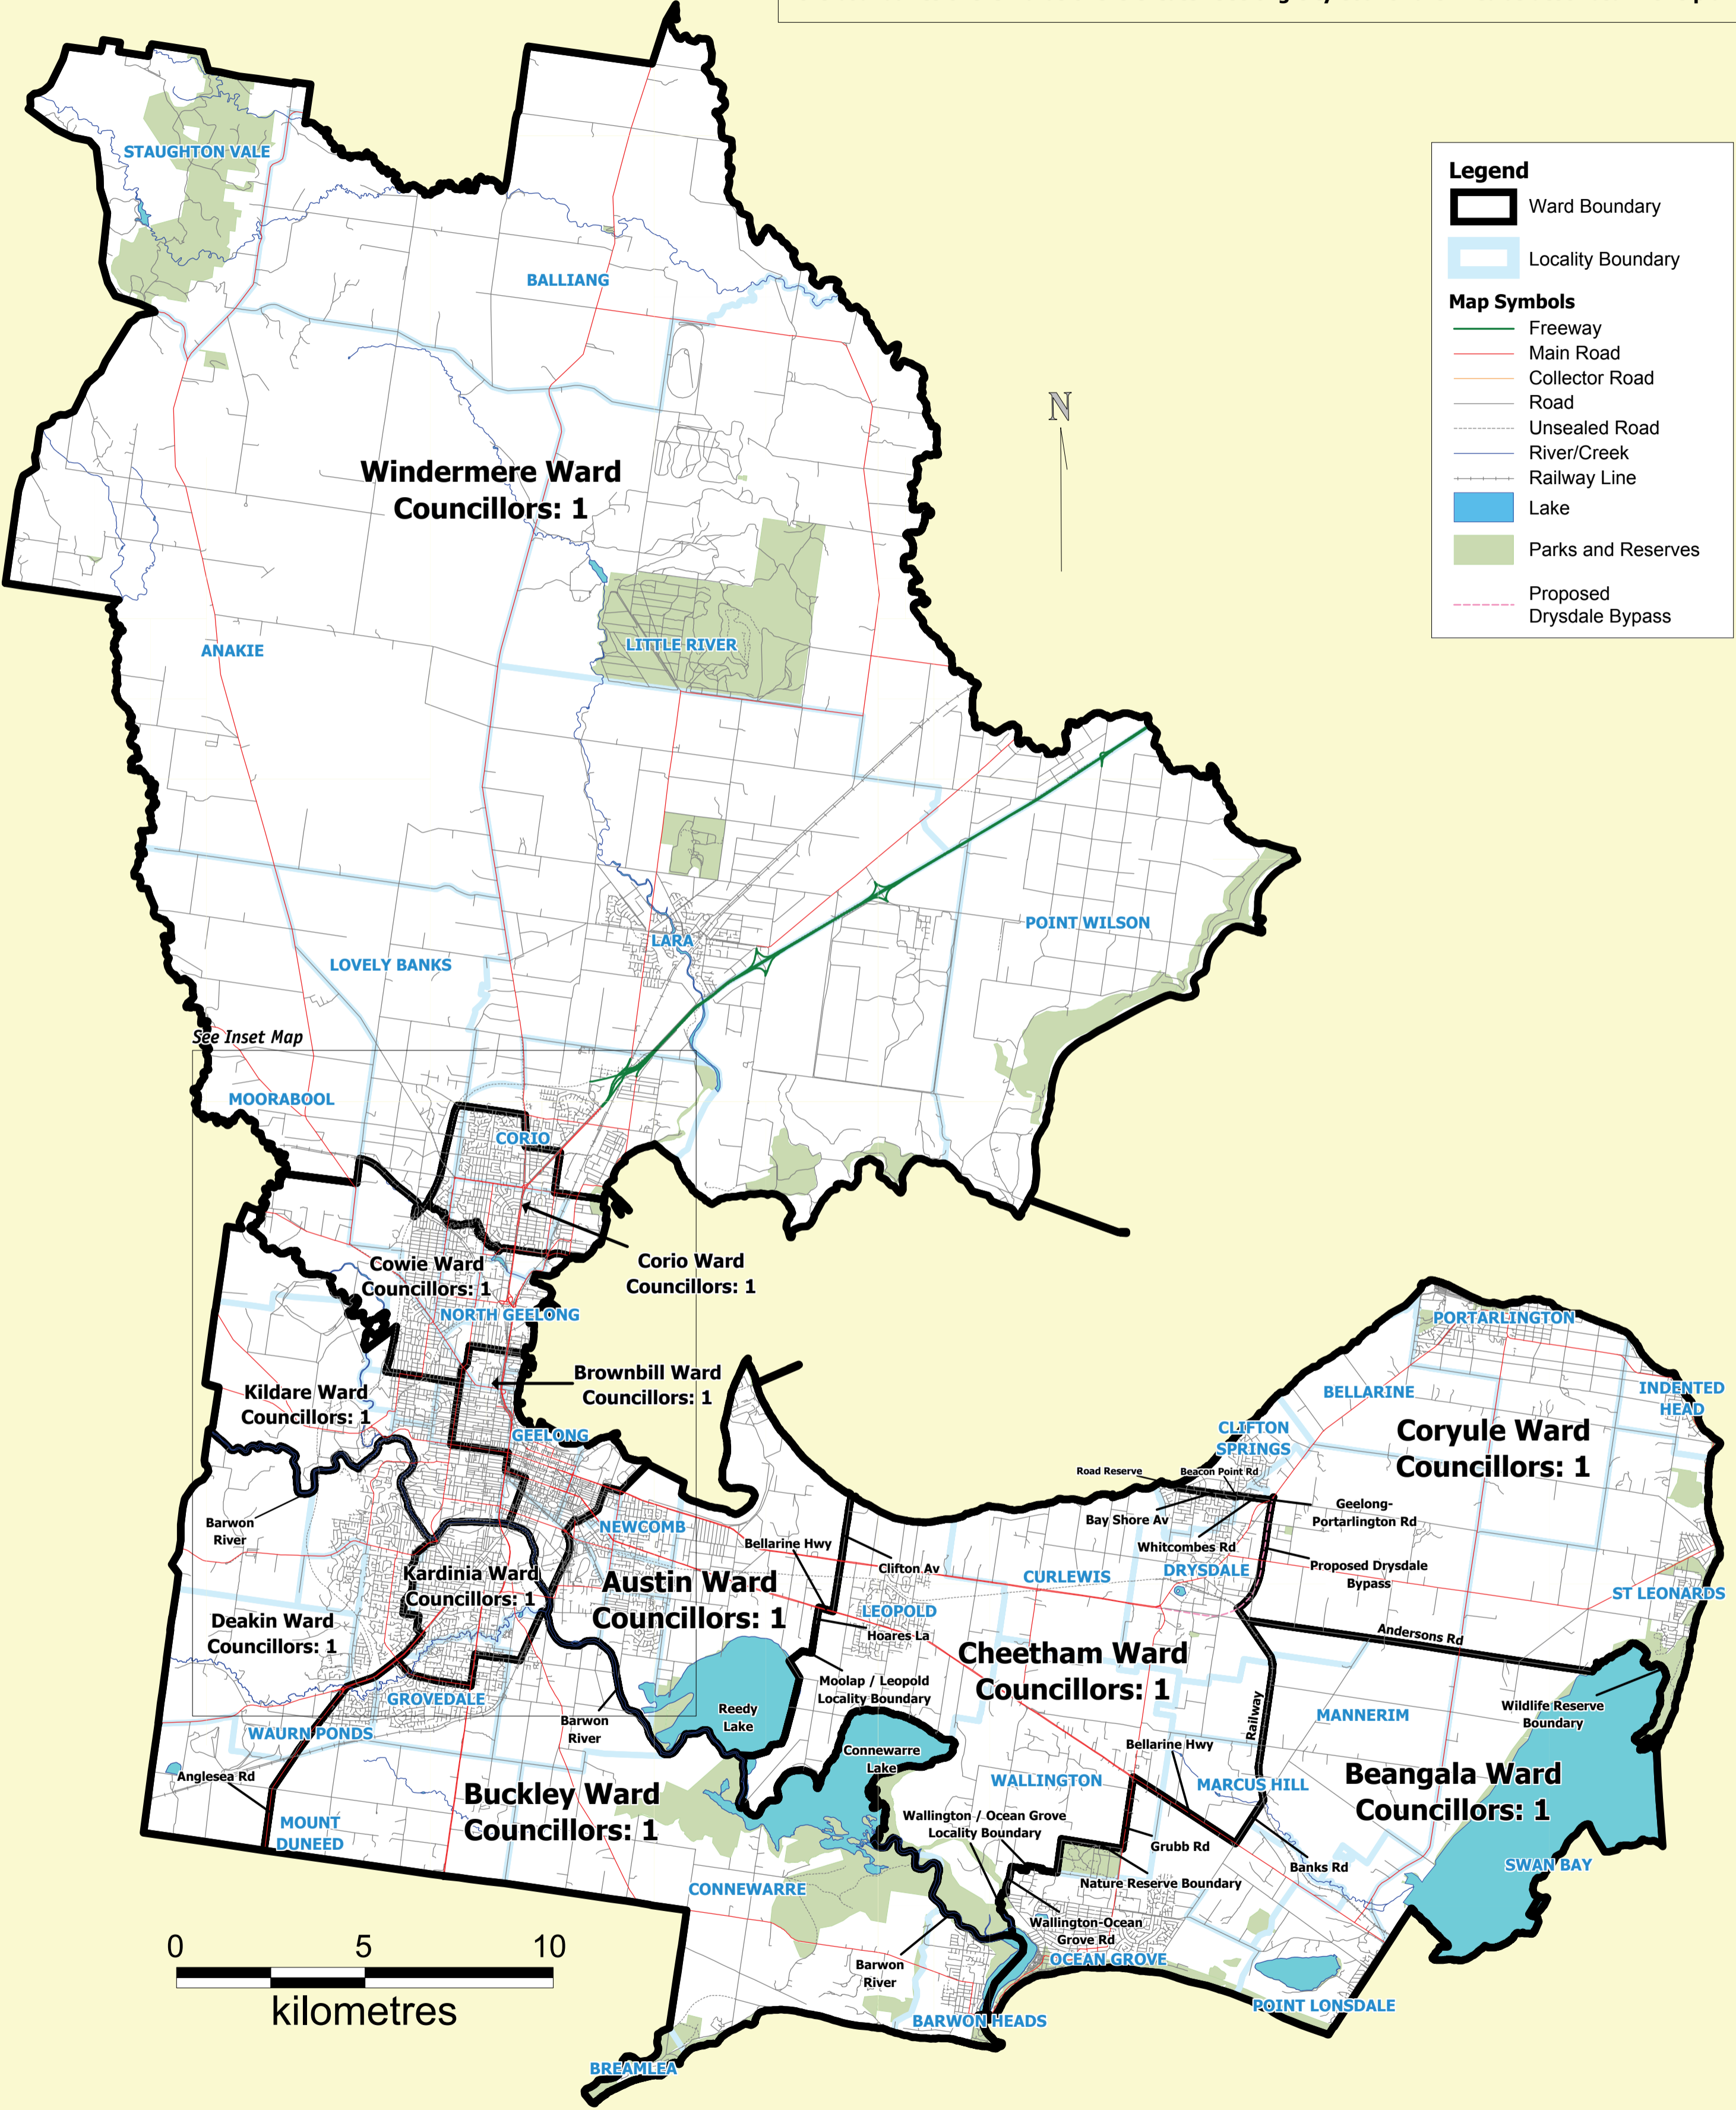 Legend
Ward Boundary
Locality Boundary
Map Symbols
Freeway
Main Road
Collector Road
Road
Unsealed Road
River/Creek
Railway Line
Lake
Parks and Reserves
Proposed
Drysdale Bypass
N
STAUGHTON VALE
BALLIANG
Windermere Ward
Councillors: 1
ANAKIE
LITTLE RIVER
POINT WILSON
LARA
LOVELY BANKS
See Inset Map
MOORABOOL
CORIO
Corio Ward
Councillors: 1
Cowie Ward
Councillors: 1
NORTH GEELONG
Brownbill Ward
Councillors: 1
Kildare Ward
Councillors: 1
GEELONG
PORTARLINGTON
BELLARINE
INDENTED
HEAD
CLIFTON
SPRINGS
Coryule Ward
Councillors: 1
Road Reserve
Beacon Point Rd
Geelong-
Portarlington Rd
Bay Shore Av
Whitcombes Rd
Barwon
River
NEWCOMB
Bellarine Hwy
Clifton Av
CURLEWIS
DRYSDALE
Proposed Drysdale
Bypass
ST LEONARDS
Kardinia Ward
Councillors: 1
Austin Ward
Councillors: 1
LEOPOLD
Hoares La
Deakin Ward
Councillors: 1
Andersons Rd
Cheetham Ward
Councillors: 1
Moolap / Leopold
Locality Boundary
GROVEDALE
Reedy
Lake
Wildlife Reserve
Boundary
Railway
MANNERIM
WAURN PONDS
Barwon
River
Connewarre
Lake
Bellarine Hwy
Anglesea Rd
WALLINGTON
MARCUS HILL
Beangala Ward
Councillors: 1
Buckley Ward
Councillors: 1
MOUNT
DUNEED
Wallington / Ocean Grove
Locality Boundary
Grubb Rd
Banks Rd
SWAN BAY
Nature Reserve Boundary
CONNEWARRE
Wallington-Ocean
Grove Rd
OCEAN GROVE
Barwon
River
POINT LONSDALE
BARWON HEADS
BREAMLEA
0 5 10
kilometres